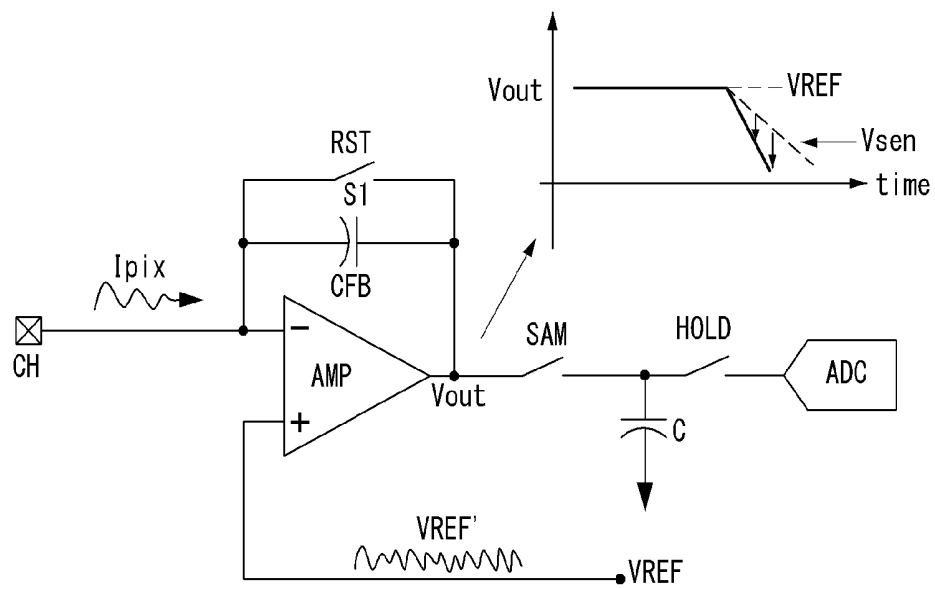 Vout
VREF
Vsen
time
RST
S1
CFB
Ipix
CH
−
AMP
+
Vout
SAM
HOLD
ADC
C
VREF'
VREF